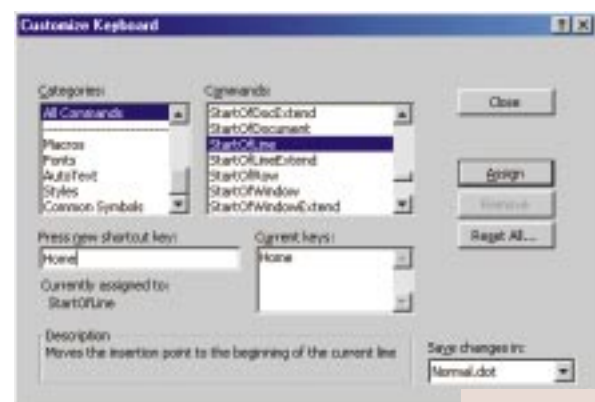 Customize Keyboard
Categories:
All Commands
Macros
Fonts
AutoText
Styles
Common Symbols
Commands:
StartOfDocExtend
StartOfDocument
StartOfLine
StartOfLineExtend
StartOfRow
StartOfWindow
StartOfWindowExtend
Close
Assign
Remove
Reset All...
Press new shortcut key:
Home
Current keys:
Home
Currently assigned to:
StartOfLine
Description
Moves the insertion point to the beginning of the current line
Save changes in:
Normal.dot